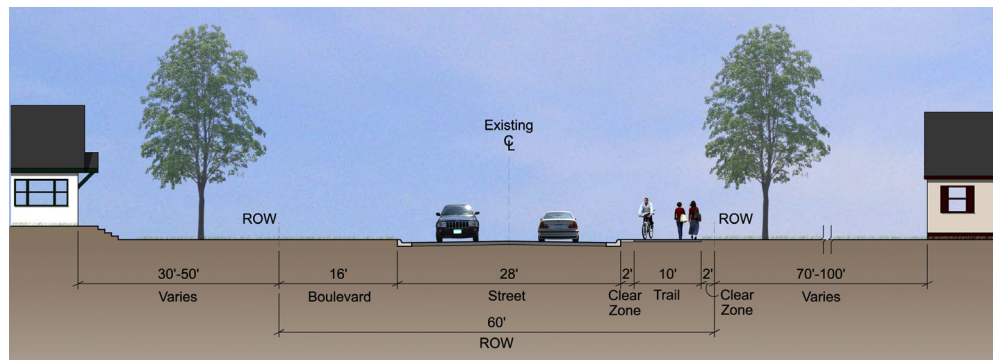 Existing
CL
ROW
ROW
30'-50'
16'
28'
2'
10'
2'
70'-100'
Varies
Boulevard
Street
Clear
Zone
Trail
Clear
Zone
Varies
60'
ROW